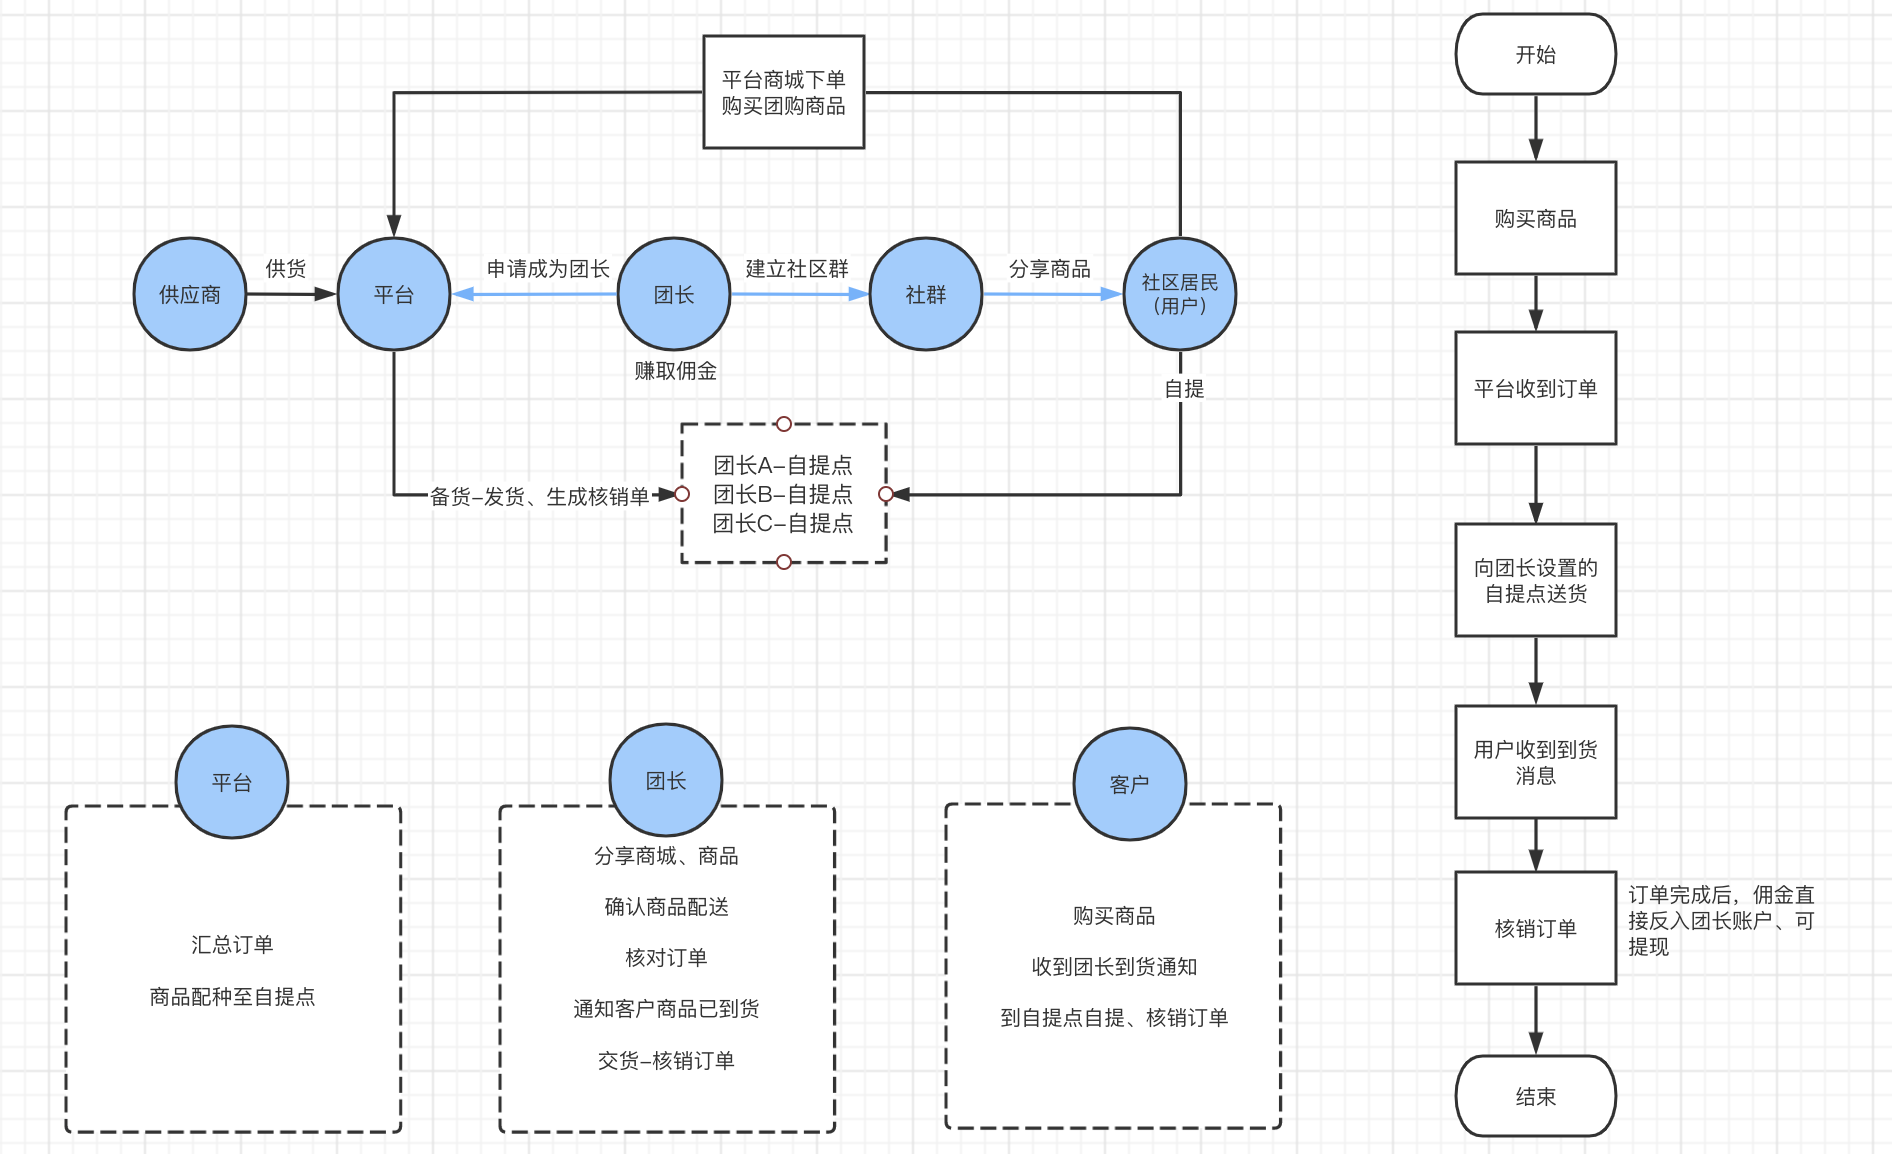 平台商城下单
购买团购商品
供应商
供货
平台
申请成为团长
团长
建立社区群
社群
分享商品
社区居民
（用户）
赚取佣金
自提
备货–发货、生成核销单
团长A–自提点
团长B–自提点
团长C–自提点
平台
汇总订单
商品配种至自提点
团长
分享商城、商品
确认商品配送
核对订单
通知客户商品已到货
交货–核销订单
客户
购买商品
收到团长到货通知
到自提点自提、核销订单
开始
购买商品
平台收到订单
向团长设置的
自提点送货
用户收到到货
消息
核销订单
订单完成后，佣金直
接反入团长账户、可
提现
结束